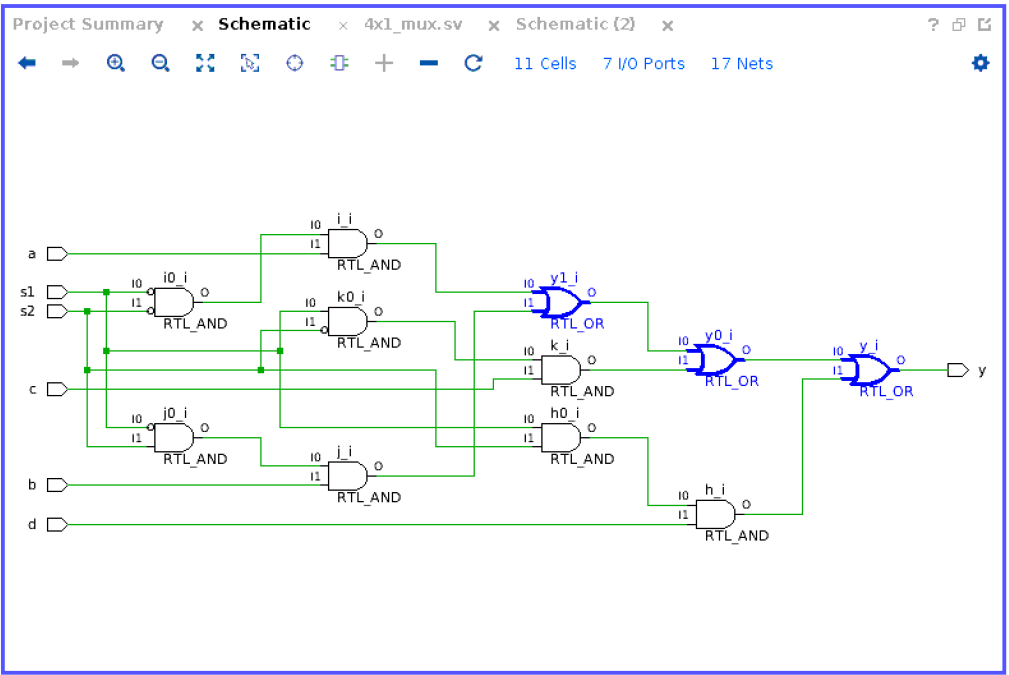 Project Summary × Schematic × 4x1_mux.sv × Schematic (2) ×
?
11 Cells 7 I/O Ports 17 Nets
i_i
I0 O
I1
a
RTL_AND
i0_i
I0 O
I1
s1
s2
RTL_AND
k0_i
I0 O
I1
RTL_AND
y1_i
I0 O
I1
RTL_OR
y0_i
I0 O
I1
RTL_OR
y_i
I0 O
I1
RTL_OR
y
k_i
I0 O
I1
RTL_AND
c
j0_i
I0 O
I1
RTL_AND
h0_i
I0 O
I1
RTL_AND
j_i
I0 O
I1
RTL_AND
b
h_i
I0 O
I1
RTL_AND
d